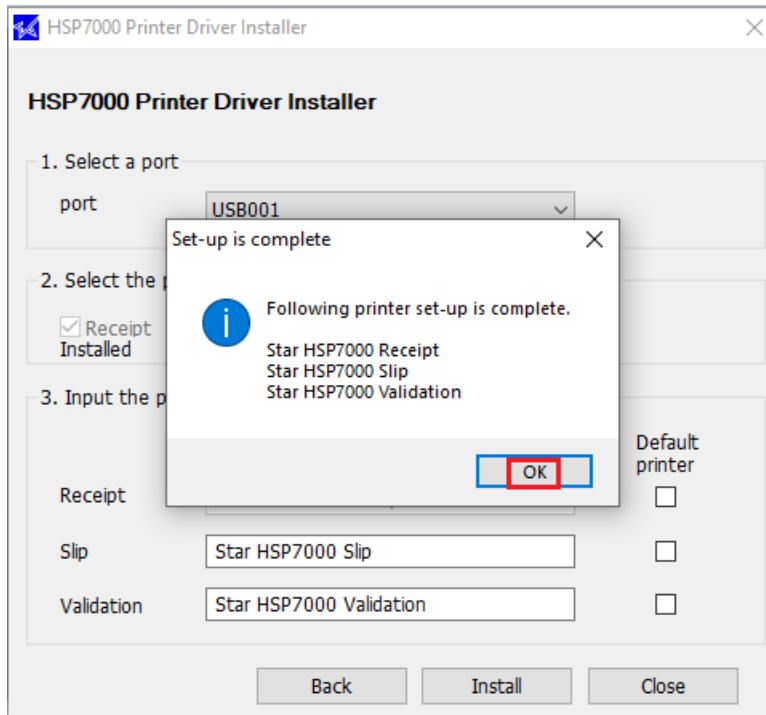 HSP7000 Printer Driver Installer
HSP7000 Printer Driver Installer
1. Select a port
port
USB001
Set-up is complete
2. Select the
Following printer set-up is complete.
Receipt
Installed
Star HSP7000 Receipt
Star HSP7000 Slip
Star HSP7000 Validation
3. Input the
OK
Default
printer
Receipt
Slip
Star HSP7000 Slip
Validation
Star HSP7000 Validation
Back
Install
Close